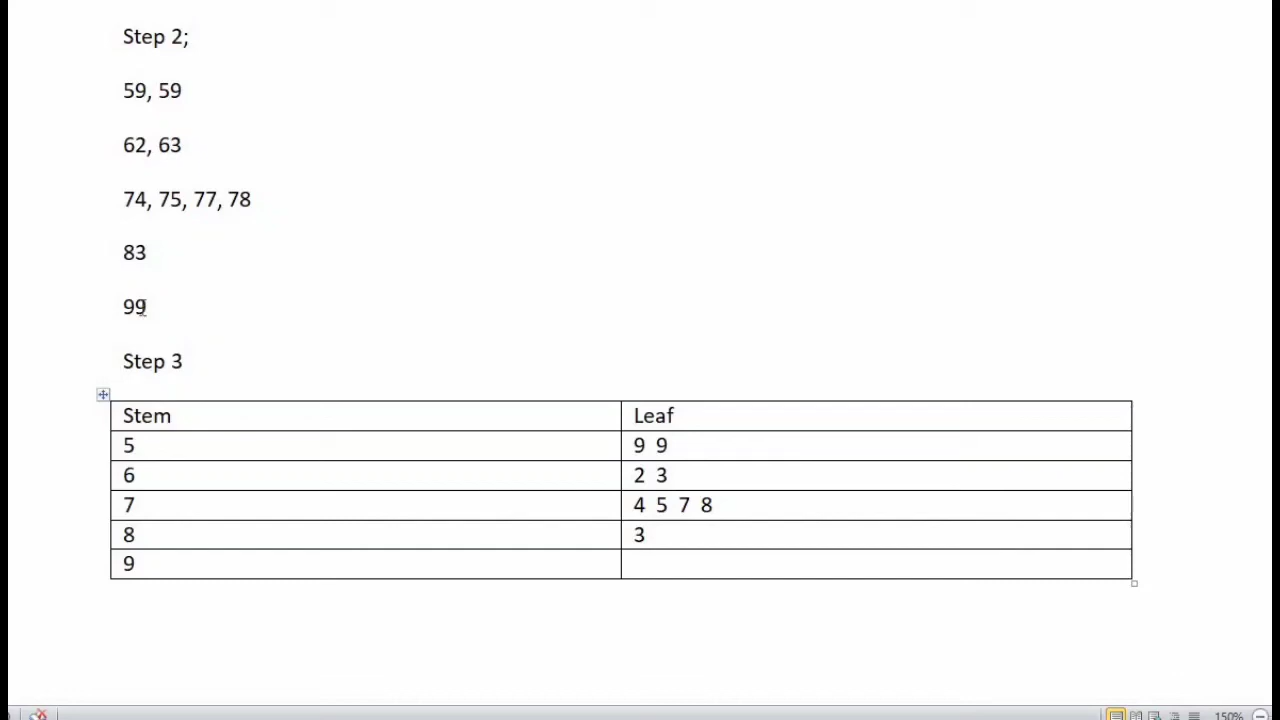 Step 2;
59, 59
62, 63
74, 75, 77, 78
83
99
Step 3
Stem Leaf
5 9 9
6 2 3
7 4 5 7 8
8 3
9
150%